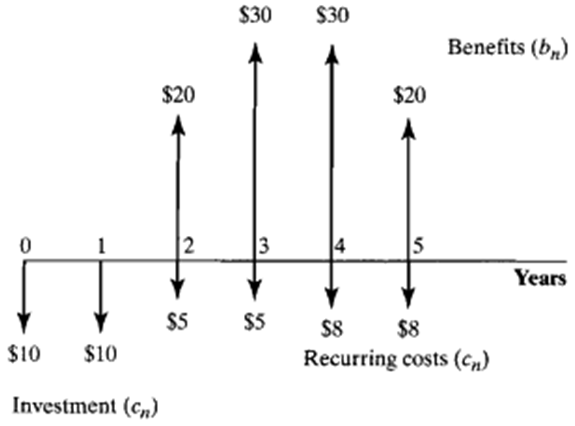 $30 $30
Benefits (bₙ)
$20 $20
0 1 2 3 4 5
Years
$5 $5 $8 $8
$10 $10
Recurring costs (cₙ)
Investment (cₙ)